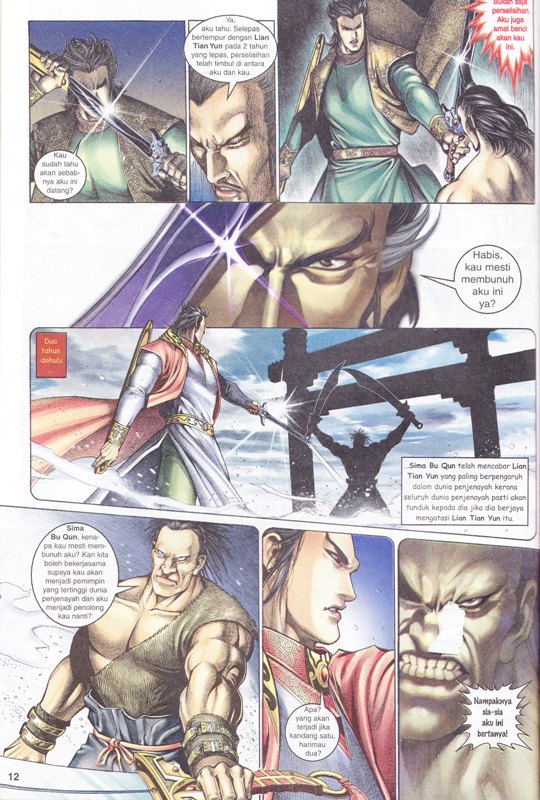 Kau
sudah tahu
akan sebab-
nya aku ini
datang?
Ya,
aku tahu. Selepas
bertempur dengan Lian
Tian Yun pada 2 tahun
yang lepas, perselisihan
telah timbul di antara
aku dan kau.
Bukan saja
perselisihan.
Aku juga
amat benci
akan kau
ini.
Habis,
kau mesti
membunuh
aku ini
ya?
Dua
tahun
dahulu
...
...Sima Bu Qun telah mencabar Lian
Tian Yun yang paling berpengaruh
dalam dunia penjenayah kerana
seluruh dunia penjenayah pasti akan
tunduk kepada dia jika dia berjaya
mengatasi Lian Tian Yun itu.
Sima
Bu Qun, kena-
pa kau mesti mem-
bunuh aku? Kan kita
boleh bekerjasama
supaya kau akan
menjadi pemimpin
yang tertinggi dunia
penjenayah dan aku
menjadi penolong
kau nanti?
Apa?
yang akan
terjadi jika
kandang satu,
harimau
dua?
Nampaknya
sia-sia
aku ini
bertanya!
12